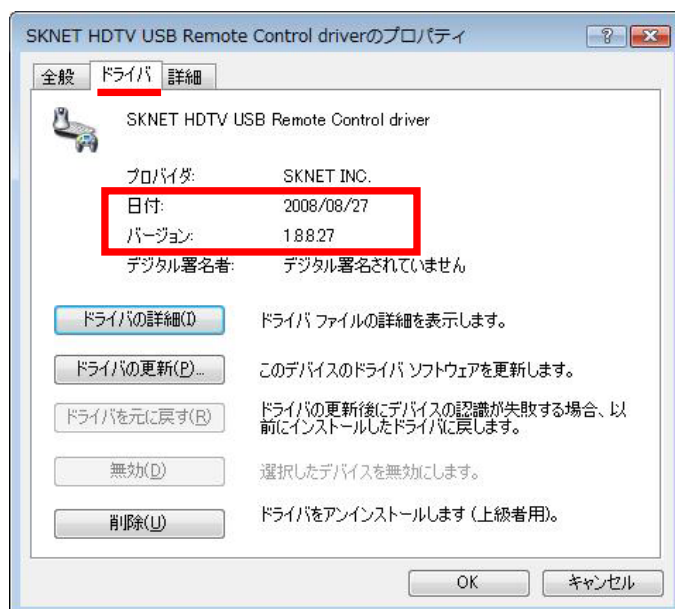 SKNET HDTV USB Remote Control driverのプロパティ
全般 ドライバ 詳細
SKNET HDTV USB Remote Control driver
プロバイダ: SKNET INC.
日付: 2008/08/27
バージョン: 1.8.8.27
デジタル署名者: デジタル署名されていません
ドライバの詳細(I) ドライバ ファイルの詳細を表示します。
ドライバの更新(P)... このデバイスのドライバ ソフトウェアを更新します。
ドライバを元に戻す(R) ドライバの更新後にデバイスの認識が失敗する場合、以
前にインストールしたドライバに戻します。
無効(D) 選択したデバイスを無効にします。
削除(U) ドライバをアンインストールします (上級者用)。
OK キャンセル